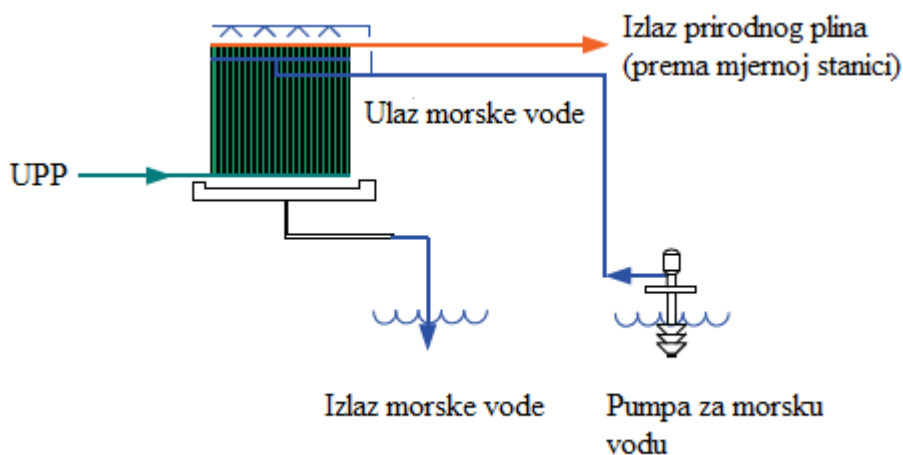 Izlaz prirodnog plina
(prema mjernoj stanici)
Ulaz morske vode
UPP
Izlaz morske vode
Pumpa za morsku
vodu